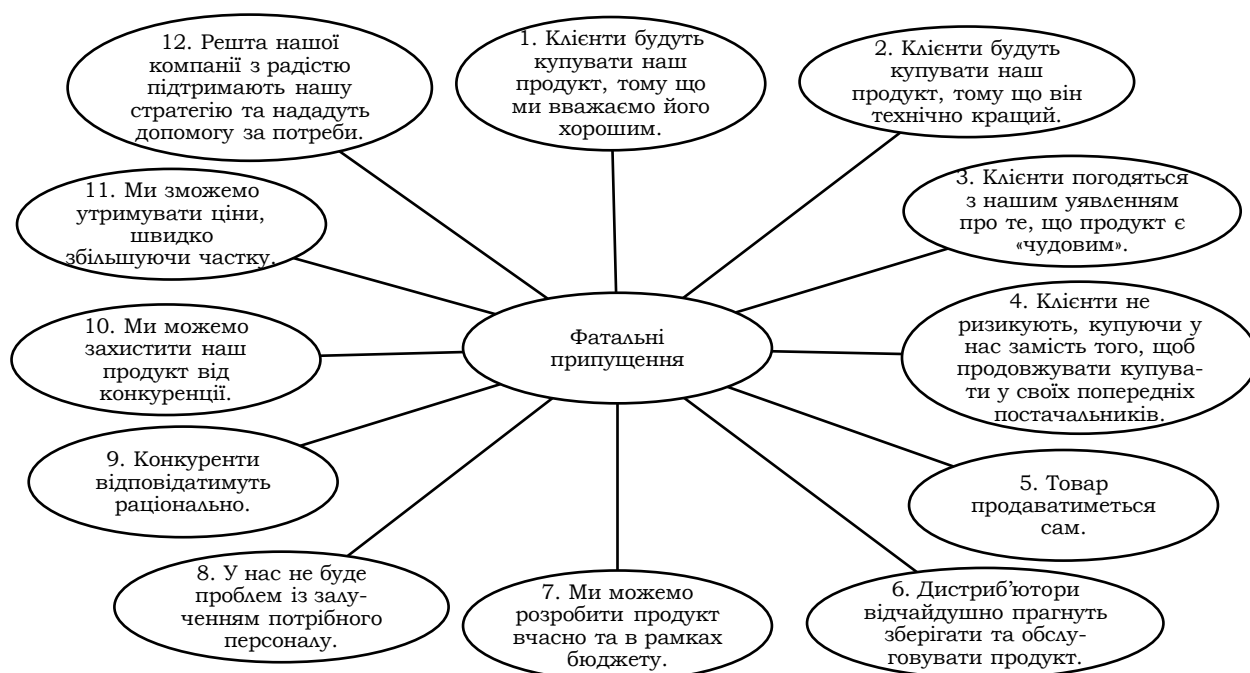 12. Решта нашої
компанії з радістю
підтримають нашу
стратегію та нададуть
допомогу за потреби.
1. Клієнти будуть
купувати наш
продукт, тому що
ми вважаємо його
хорошим.
2. Клієнти будуть
купувати наш
продукт, тому що він
технічно кращий.
3. Клієнти погодяться
з нашим уявленням
про те, що продукт є
«чудовим».
4. Клієнти не
ризикують, купуючи у
нас замість того, щоб
продовжувати купува-
ти у своїх попередніх
постачальників.
5. Товар
продаватиметься
сам.
6. Дистриб’ютори
відчайдушно прагнуть
зберігати та обслу-
говувати продукт.
7. Ми можемо
розробити продукт
вчасно та в рамках
бюджету.
8. У нас не буде
проблем із залу-
ченням потрібного
персоналу.
9. Конкуренти
відповідатимуть
раціонально.
10. Ми можемо
захистити наш
продукт від
конкуренції.
11. Ми зможемо
утримувати ціни,
швидко
збільшуючи частку.
Фатальні
припущення